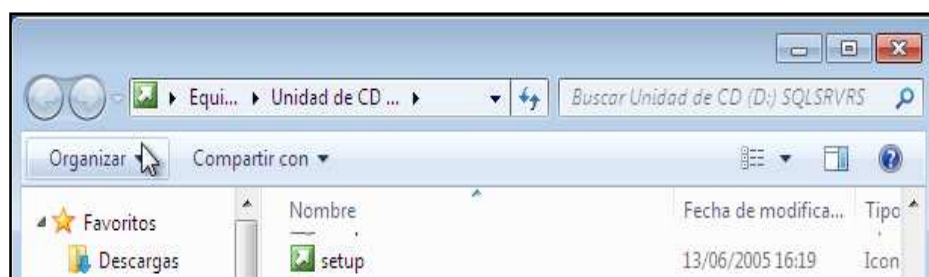 Equi... Unidad de CD ... Buscar Unidad de CD (D:) SQLSRVRS
Organizar Compartir con
Favoritos Nombre Fecha de modifica... Tipo
Descargas setup 13/06/2005 16:19 Icon